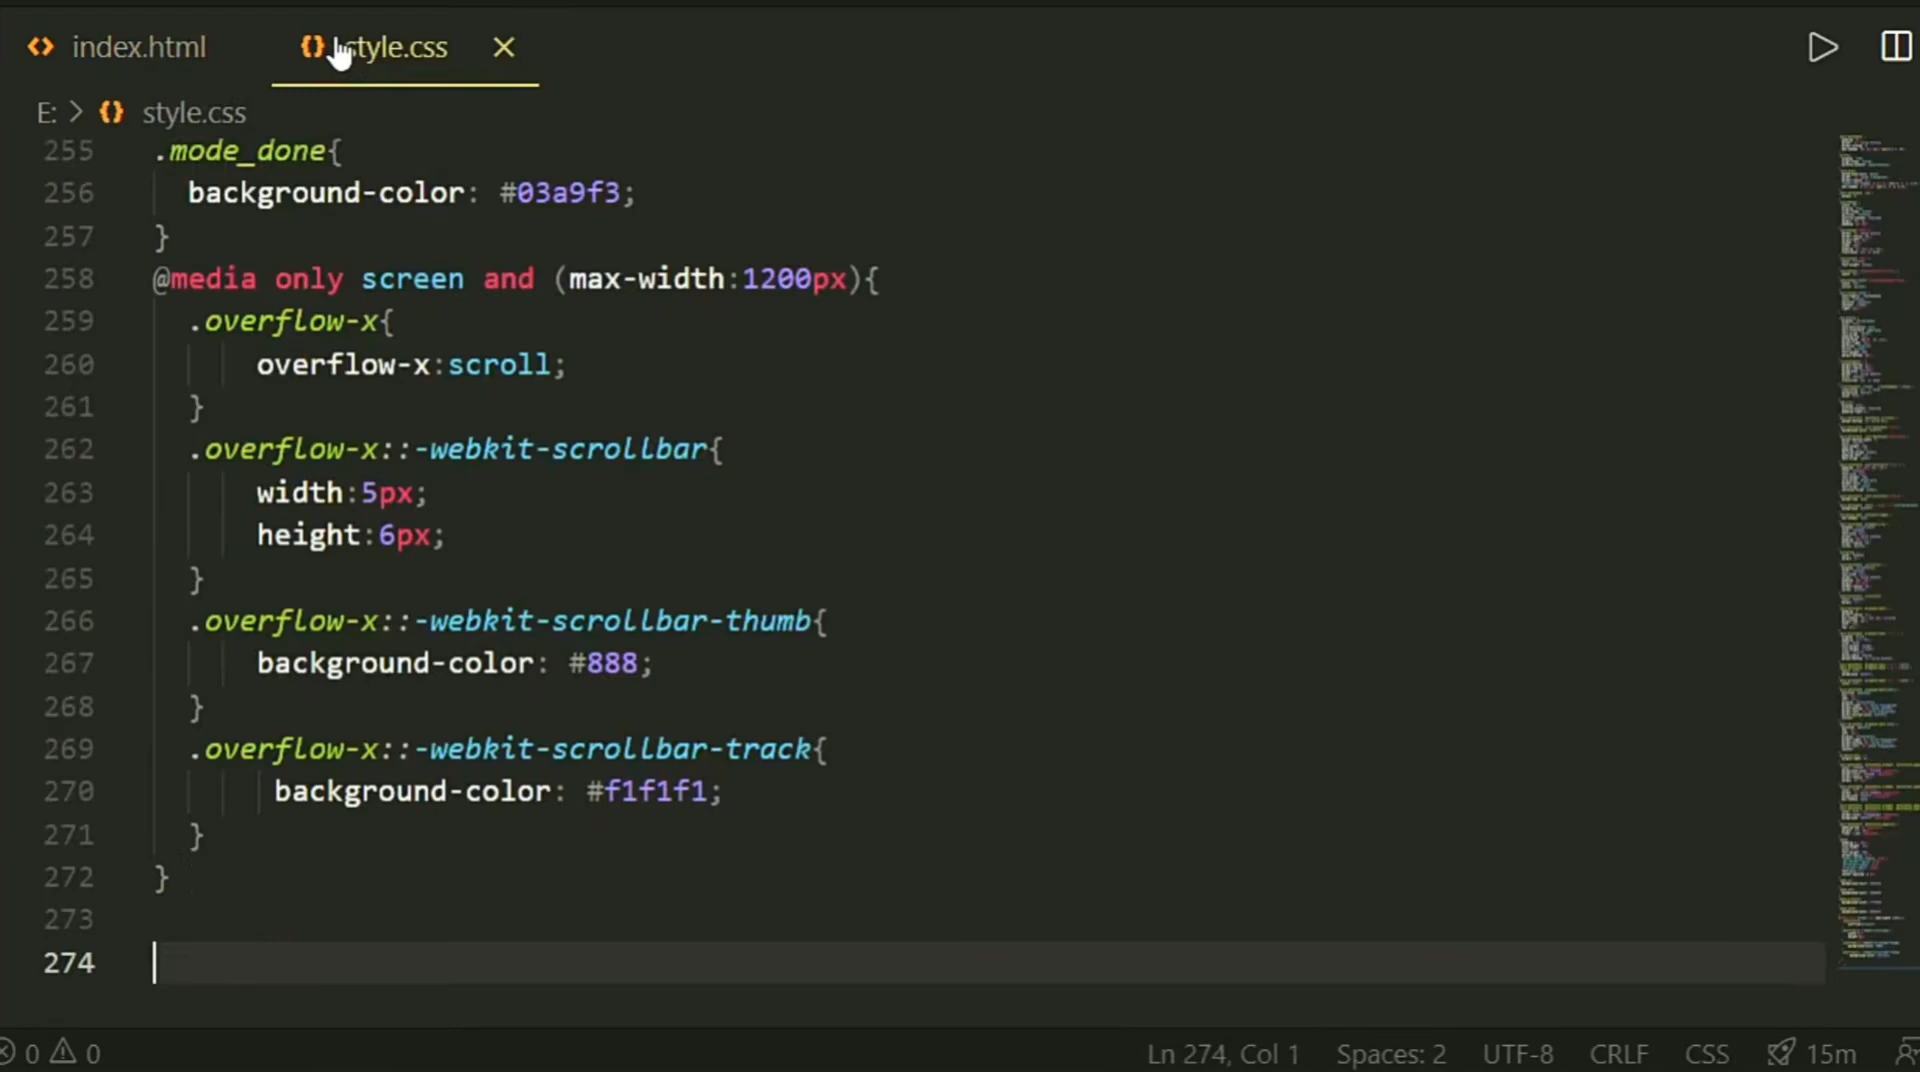 index.html style.css
E: > style.css
255 .mode_done{
256 background-color: #03a9f3;
257 }
258 @media only screen and (max-width:1200px){
259 .overflow-x{
260 overflow-x:scroll;
261 }
262 .overflow-x::-webkit-scrollbar{
263 width:5px;
264 height:6px;
265 }
266 .overflow-x::-webkit-scrollbar-thumb{
267 background-color: #888;
268 }
269 .overflow-x::-webkit-scrollbar-track{
270 background-color: #f1f1f1;
271 }
272 }
273
274
0 0 Ln 274, Col 1 Spaces: 2 UTF-8 CRLF CSS 15m